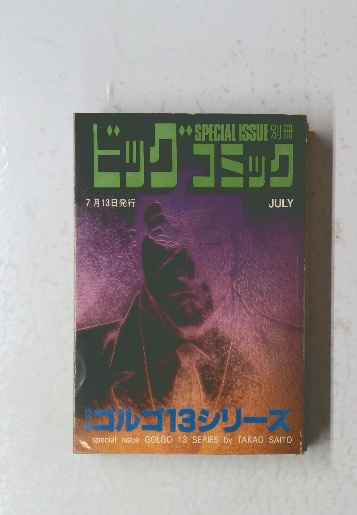 SPECIAL ISSUE 別冊
ビッグコミック
7月13日発行
JULY
ゴルゴ13シリーズ
special issue GOLGO 13 SERIES by TAKAO SAITO